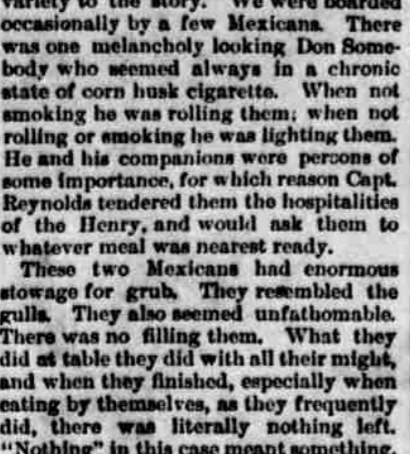 variety to the story. We were boarded
occasionally by a few Mexicans. There
was one melancholy looking Don Some-
body who seemed always in a chronic
state of corn husk cigarette. When not
smoking he was rolling them; when not
rolling or smoking he was lighting them.
He and his companions were persons of
some importance, for which reason Capt.
Reynolds tendered them the hospitalities
of the Henry, and would ask them to
whatever meal was nearest ready.
These two Mexicans had enormous
stowage for grub. They resembled the
gulls. They also seemed unfathomable.
There was no filling them. What they
did at table they did with all their might,
and when they finished, especially when
eating by themselves, as they frequently
did, there was literally nothing left.
"Nothing" in this case meant something.